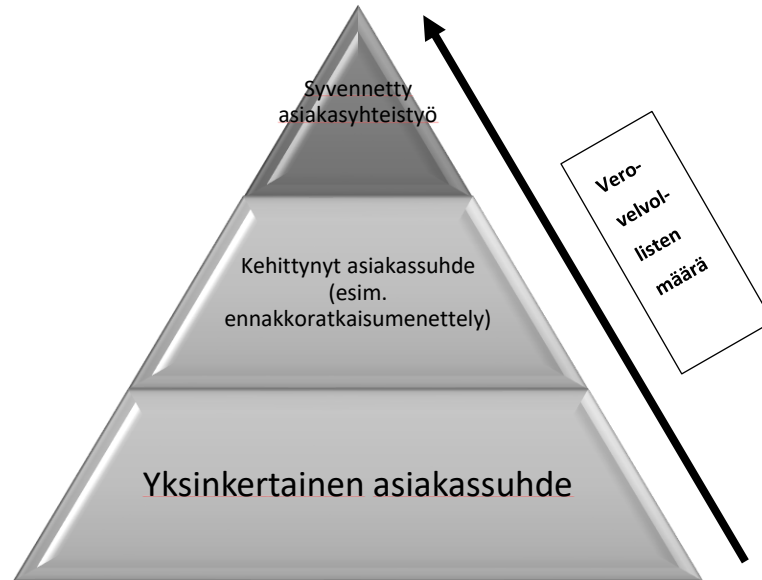 Syvennetty
asiakasyhteistyö
Kehittynyt asiakassuhde
(esim.
ennakkoratkaisumenettely)
Yksinkertainen asiakassuhde
Vero-
velvol-
listen
määrä